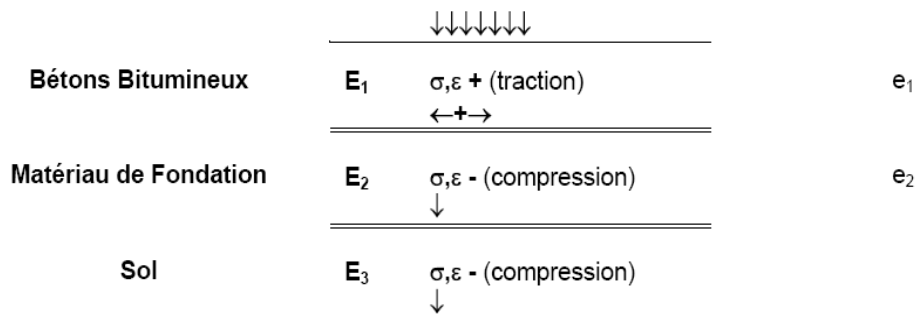 ↓↓↓↓↓↓↓
Bétons Bitumineux E₁ σ,ε + (traction) e₁
←+→
Matériau de Fondation E₂ σ,ε - (compression) e₂
↓
Sol E₃ σ,ε - (compression)
↓